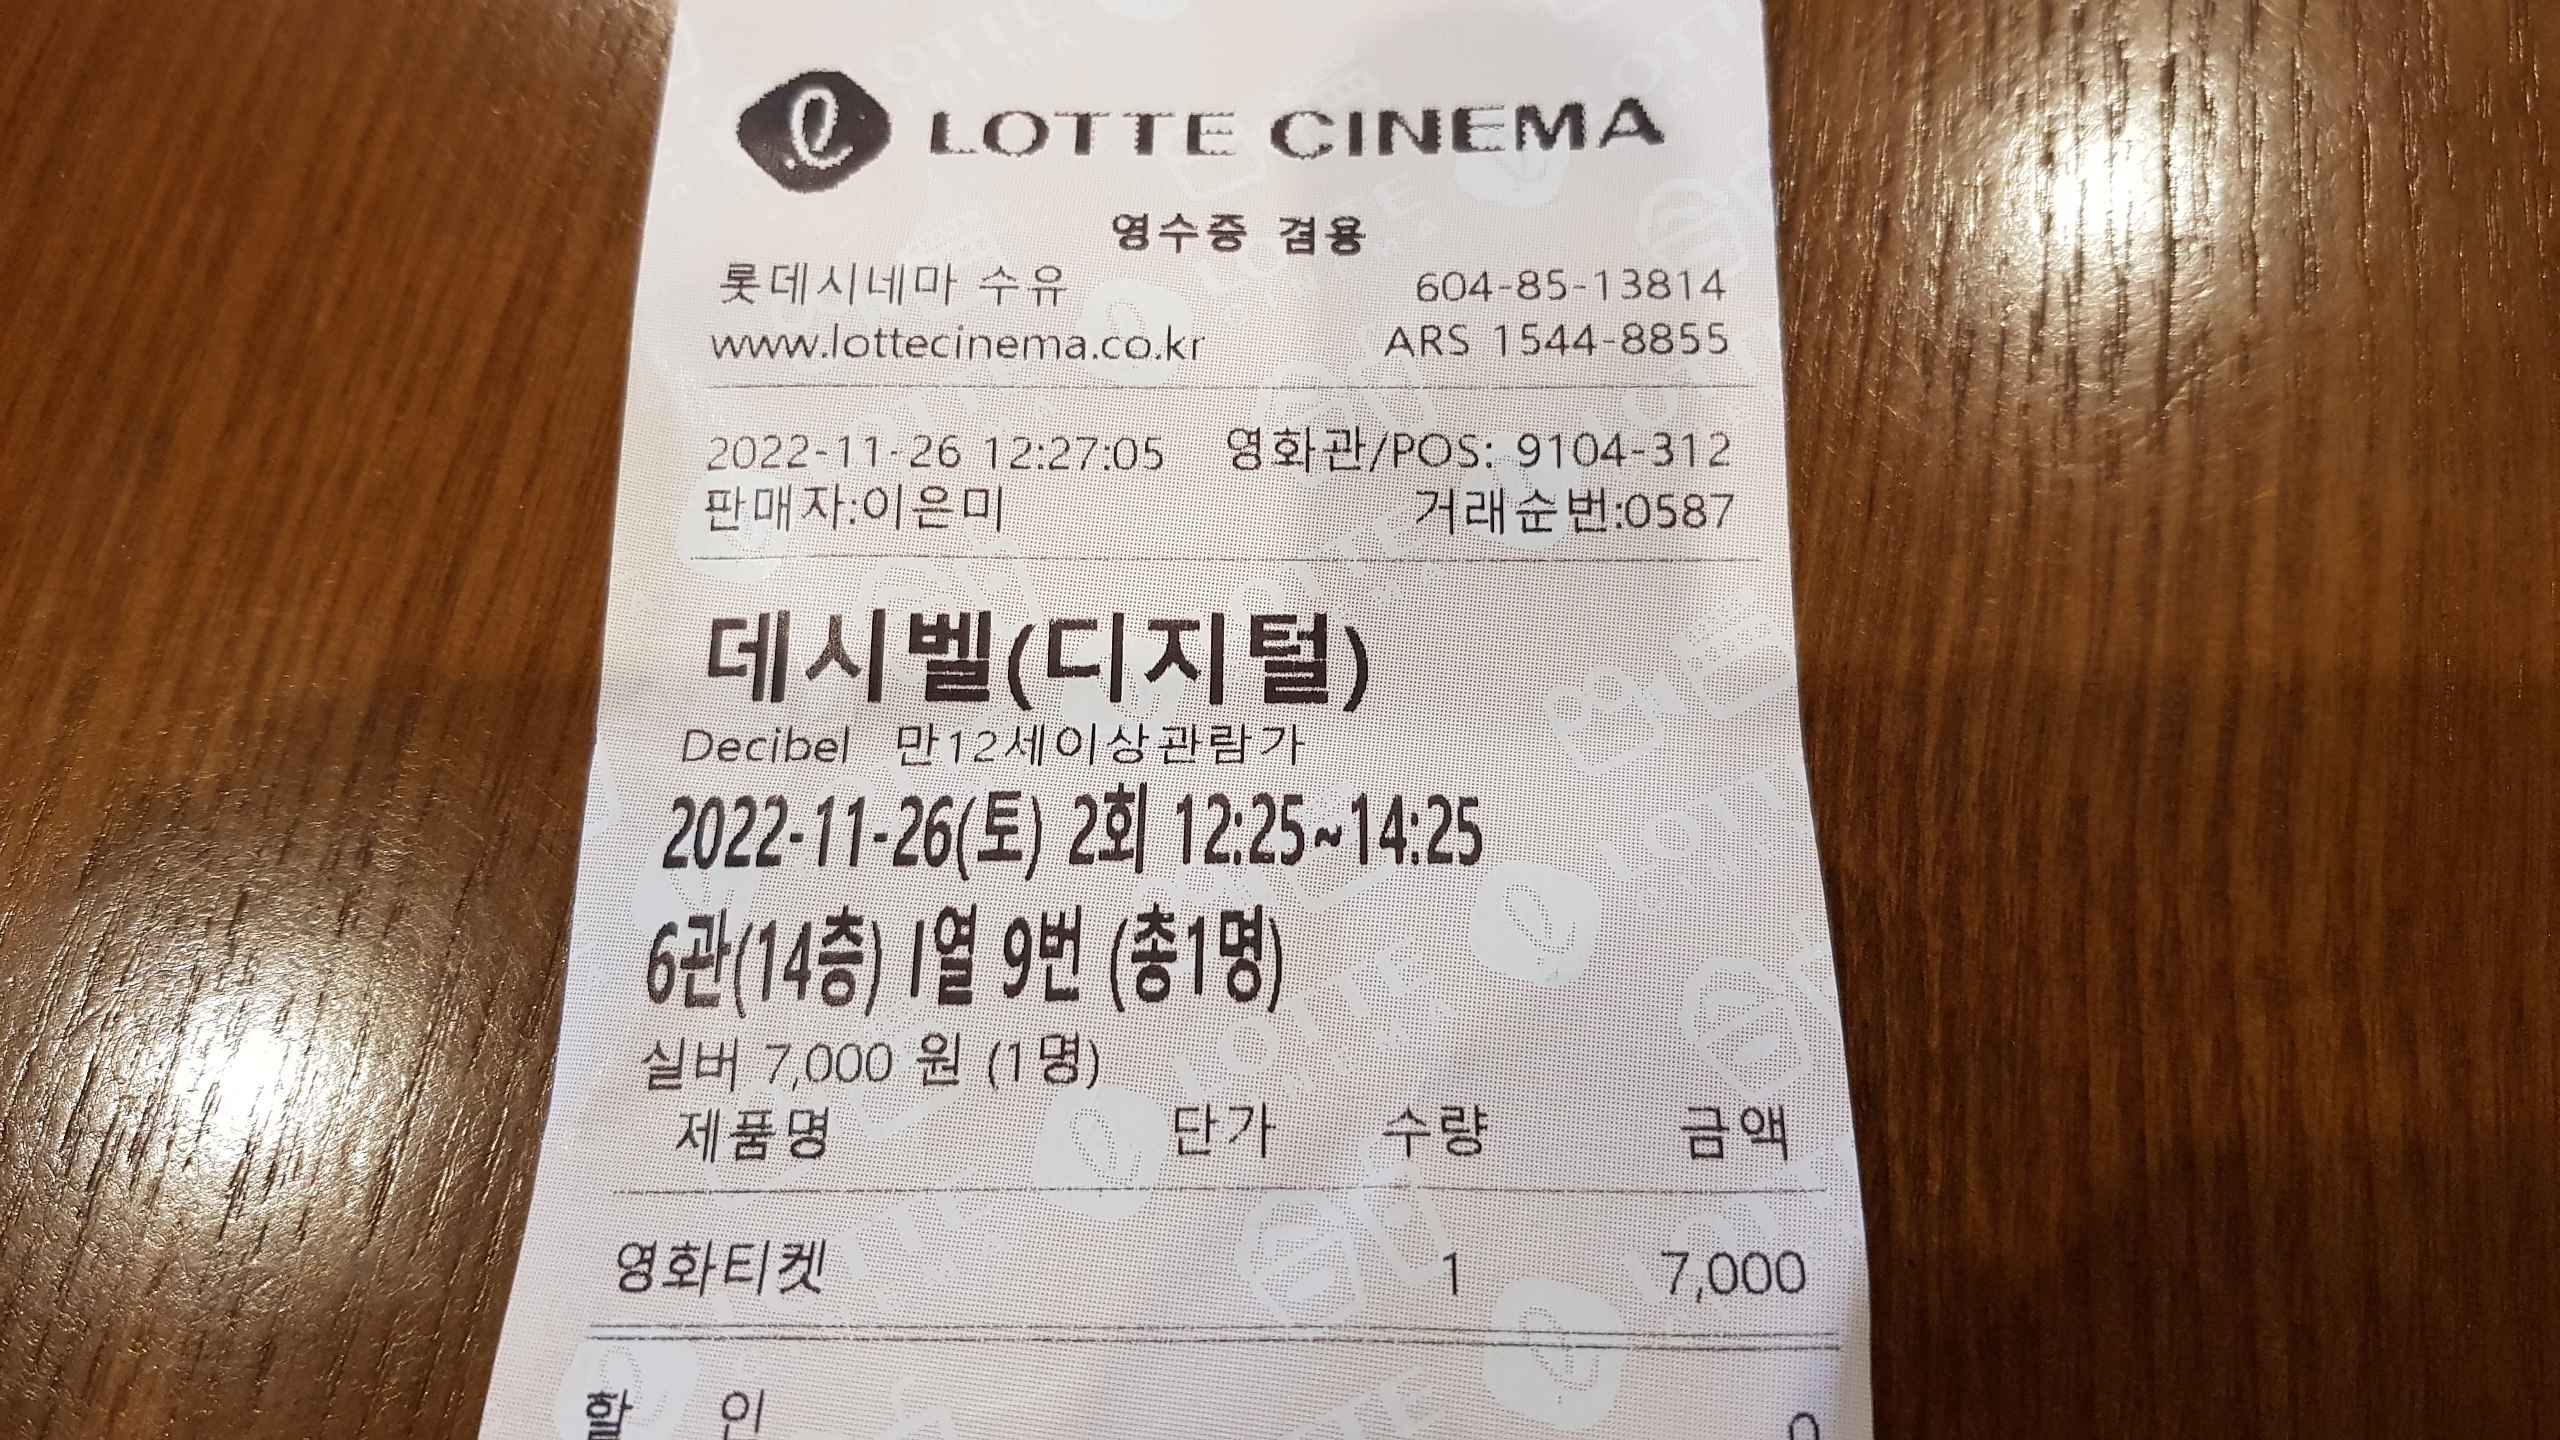 LOTTE CINEMA
영수증 겸용
롯데시네마 수유 604-85-13814
www.lottecinema.co.kr ARS 1544-8855
2022-11-26 12:27:05 영화관/POS: 9104-312
판매자:이은미 거래순번:0587
데시벨(디지털)
Decibel 만12세이상관람가
2022-11-26(토) 2회 12:25~14:25
6관(14층) I열 9번 (총1명)
실버 7,000 원 (1명)
제품명 단가 수량 금액
영화티켓 1 7,000
할 인 0